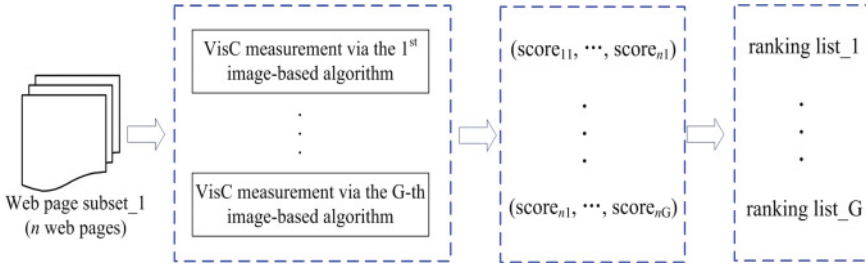 VisC measurement via the 1st
image-based algorithm
VisC measurement via the G-th
image-based algorithm
Web page subset_1
(n web pages)
(score11, ···, scoren1)
(scoren1, ···, scorenG)
ranking list_1
ranking list_G